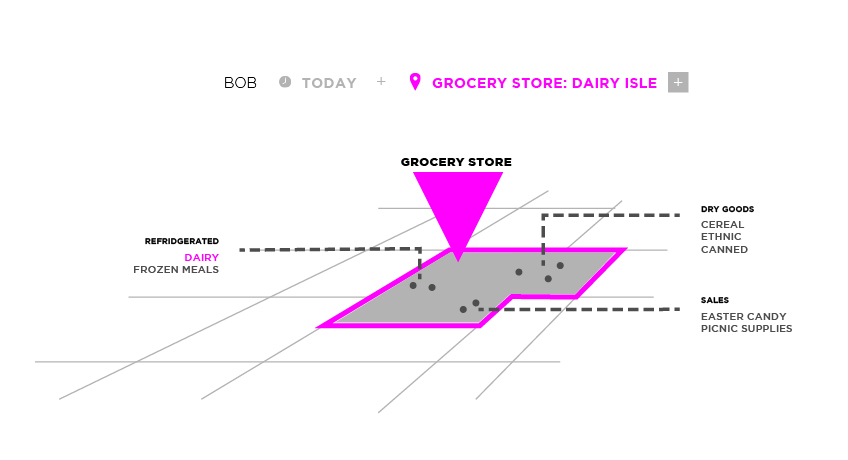 BOB TODAY + GROCERY STORE: DAIRY ISLE +
GROCERY STORE
REFRIDGERATED
DAIRY
FROZEN MEALS
DRY GOODS
CEREAL
ETHNIC
CANNED
SALES
EASTER CANDY
PICNIC SUPPLIES